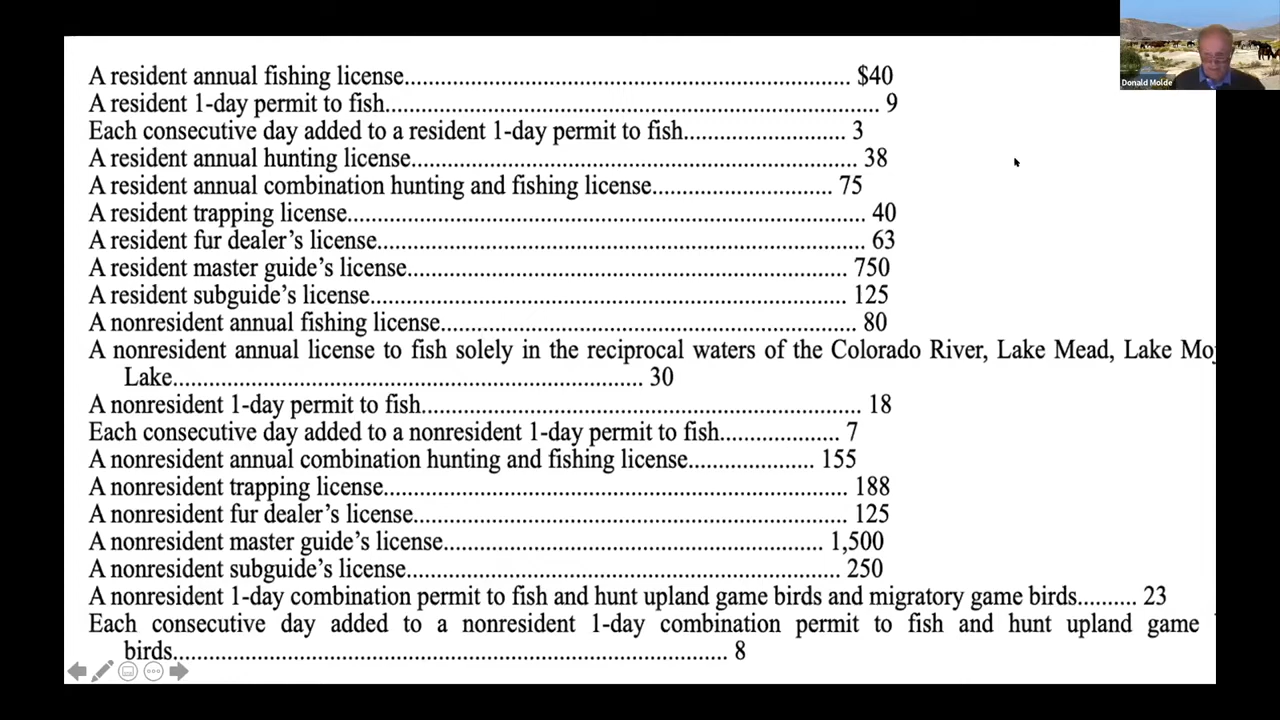 A resident annual fishing license........................................................................ $40
A resident 1-day permit to fish................................................................................ 9
Each consecutive day added to a resident 1-day permit to fish......................... 3
A resident annual hunting license........................................................................ 38
A resident annual combination hunting and fishing license............................. 75
A resident trapping license.................................................................................... 40
A resident fur dealer’s license............................................................................... 63
A resident master guide’s license....................................................................... 750
A resident subguide’s license............................................................................. 125
A nonresident annual fishing license.................................................................. 80
A nonresident annual license to fish solely in the reciprocal waters of the Colorado River, Lake Mead, Lake
Lake............................................................................ 30
A nonresident 1-day permit to fish...................................................................... 18
Each consecutive day added to a nonresident 1-day permit to fish................... 7
A nonresident annual combination hunting and fishing license.................... 155
A nonresident trapping license........................................................................... 188
A nonresident fur dealer’s license...................................................................... 125
A nonresident master guide’s license............................................................. 1,500
A nonresident subguide’s license...................................................................... 250
A nonresident 1-day combination permit to fish and hunt upland game birds and migratory game birds.......... 23
Each consecutive day added to a nonresident 1-day combination permit to fish and hunt upland game
birds.......................................................................................... 8
Donald Molde